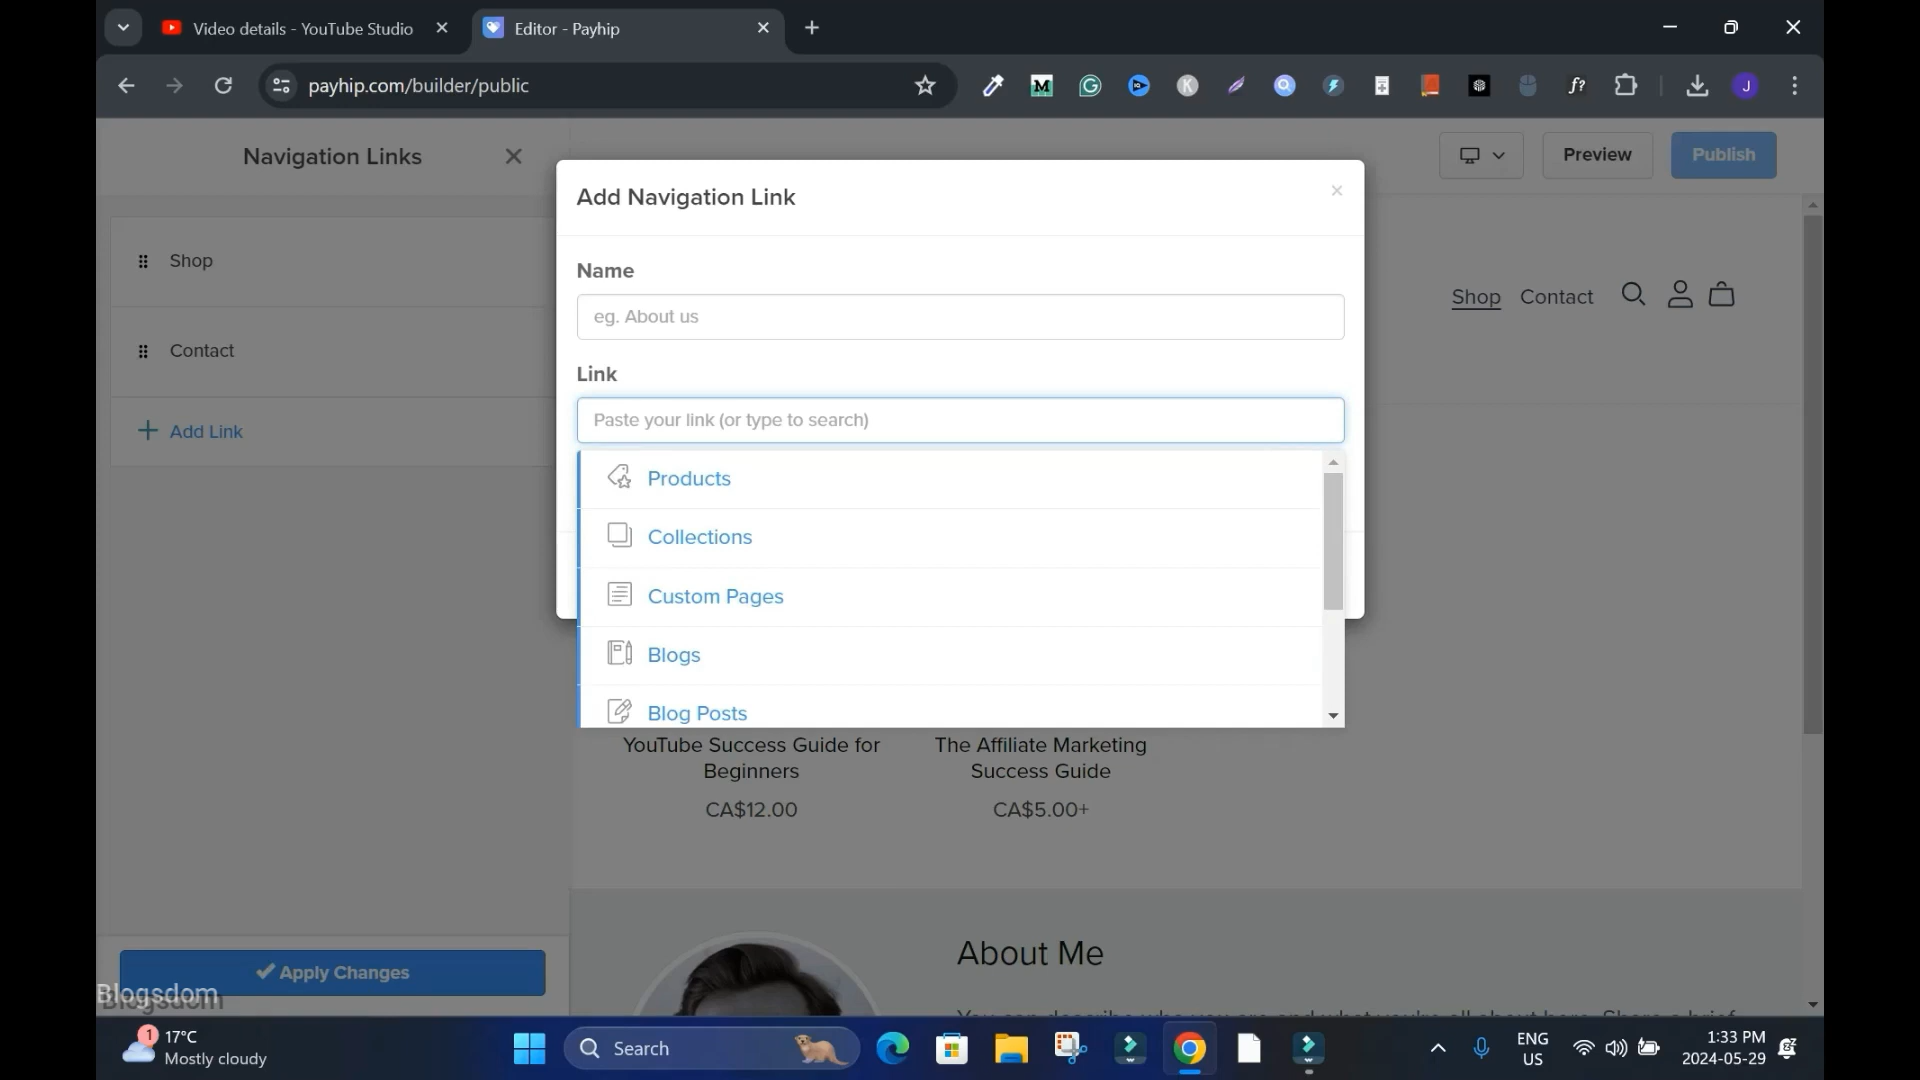 Video details - YouTube Studio
Editor - Payhip
payhip.com/builder/public
Navigation Links
Preview
Publish
Add Navigation Link
Shop
Name
eg. About us
Shop
Contact
Contact
Link
Add Link
Paste your link (or type to search)
Products
Collections
Custom Pages
Blogs
Blog Posts
YouTube Success Guide for
Beginners
CA$12.00
The Affiliate Marketing
Success Guide
CA$5.00+
About Me
Apply Changes
Blogsdom
1
17°C
Mostly cloudy
Search
ENG
US
1:33 PM
2024-05-29